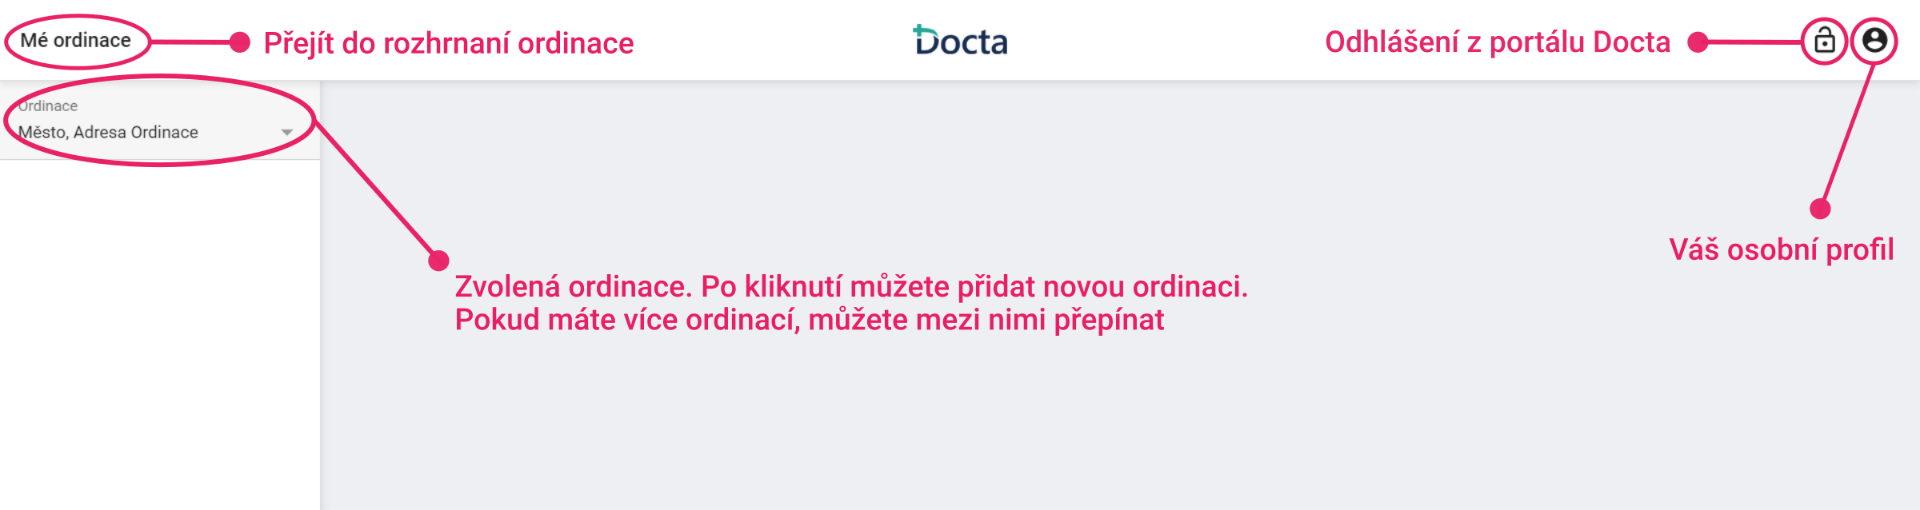 Mé ordinace
Přejít do rozhrnaní ordinace
Docta
Odhlášení z portálu Docta
Ordinace
Město, Adresa Ordinace
Váš osobní profil
Zvolená ordinace. Po kliknutí můžete přidat novou ordinaci.
Pokud máte více ordinací, můžete mezi nimi přepínat